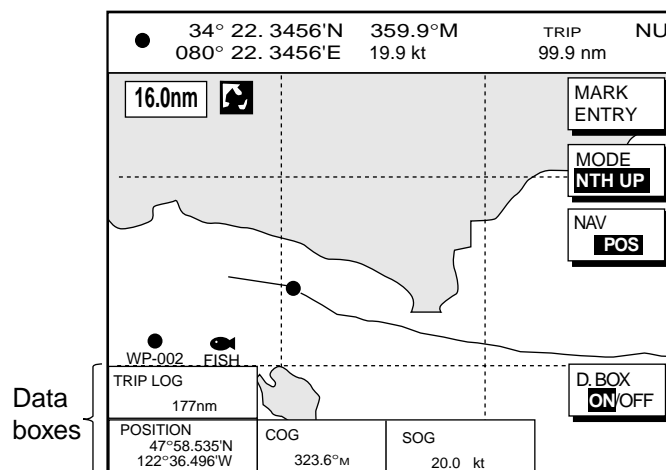 34° 22. 3456'N 359.9°M TRIP NU
080° 22. 3456'E 19.9 kt 99.9 nm
16.0nm
MARK
ENTRY
MODE
NTH UP
NAV
POS
WP-002 FISH
TRIP LOG
177nm
D. BOX
ON/OFF
Data
boxes
POSITION
47°58.535'N
122°36.496'W
COG
323.6°M
SOG
20.0 kt